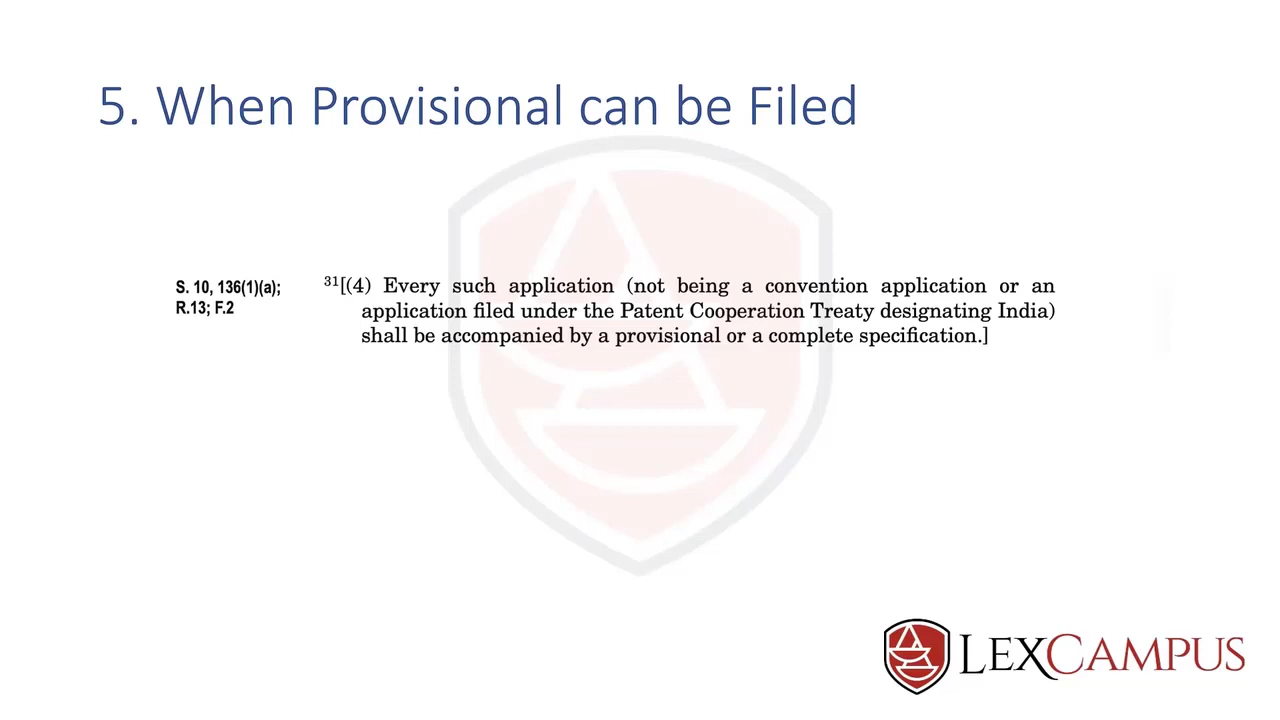 5. When Provisional can be Filed
S. 10, 136(1)(a);
R.13; F.2
31[(4) Every such application (not being a convention application or an
application filed under the Patent Cooperation Treaty designating India)
shall be accompanied by a provisional or a complete specification.]
LEXCAMPUS